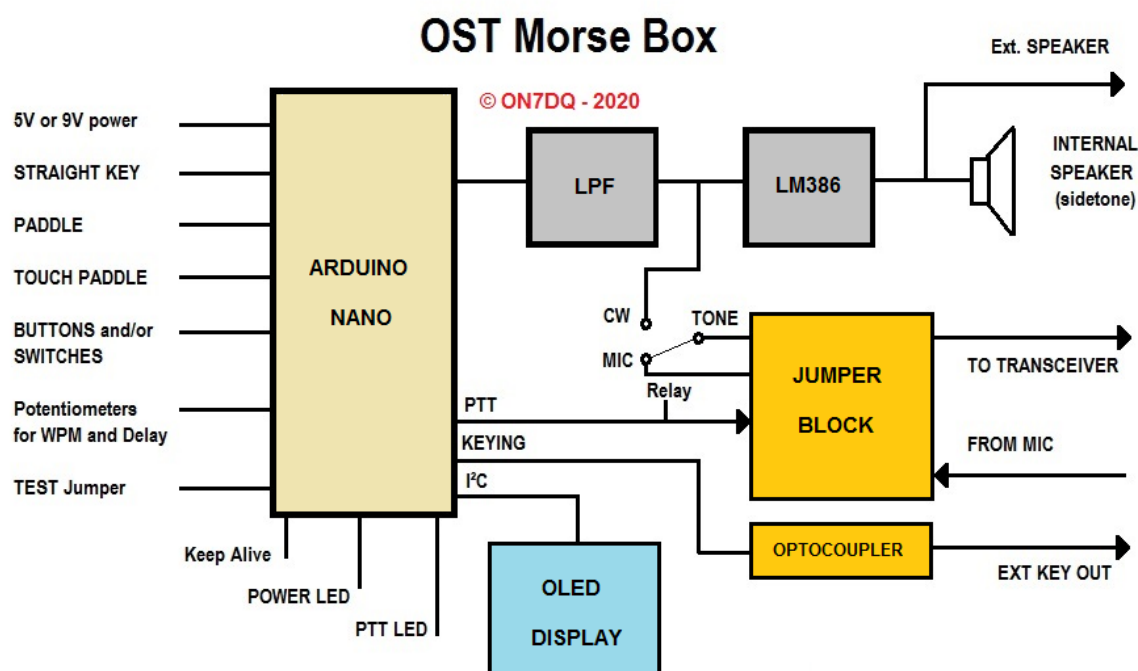 OST Morse Box
© ON7DQ - 2020
Ext. SPEAKER
5V or 9V power
STRAIGHT KEY
PADDLE
TOUCH PADDLE
BUTTONS and/or
SWITCHES
Potentiometers
for WPM and Delay
TEST Jumper
ARDUINO
NANO
LPF
LM386
INTERNAL
SPEAKER
(sidetone)
CW
TONE
MIC
Relay
JUMPER
BLOCK
TO TRANSCEIVER
FROM MIC
PTT
KEYING
I²C
OPTOCOUPLER
EXT KEY OUT
Keep Alive
POWER LED
PTT LED
OLED
DISPLAY